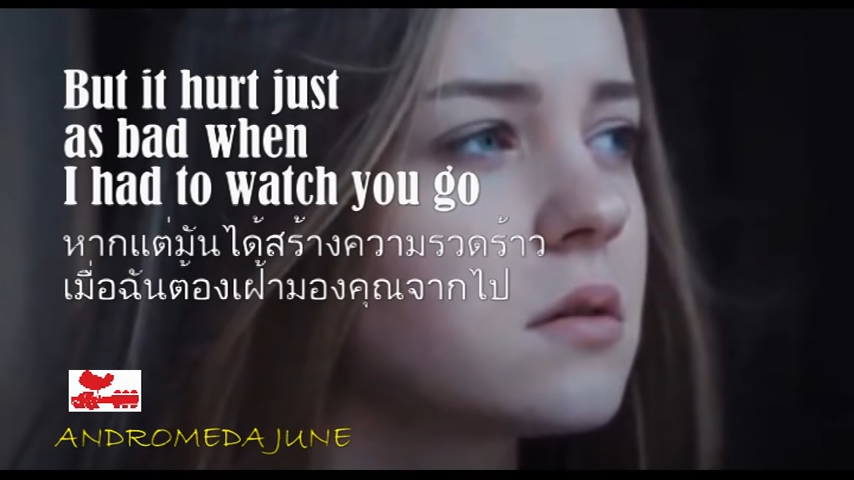 But it hurt just
as bad when
I had to watch you go
หากแต่มันได้สร้างความรวดร้าว
เมื่อฉันต้องเฝ้ามองคุณจากไป
ANDROMEDA JUNE